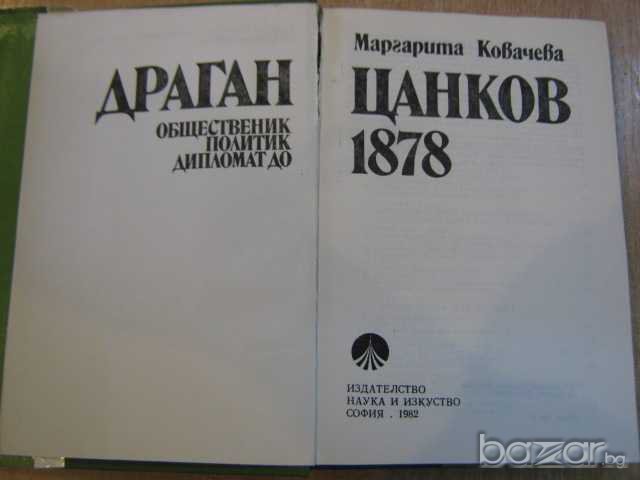 ДРАГАН
ОБЩЕСТВЕНИК
ПОЛИТИК
ДИПЛОМАТ ДО
Маргарита Ковачева
ЦАНКОВ
1878
ИЗДАТЕЛСТВО
НАУКА И ИЗКУСТВО
СОФИЯ . 1982
bazar.bg